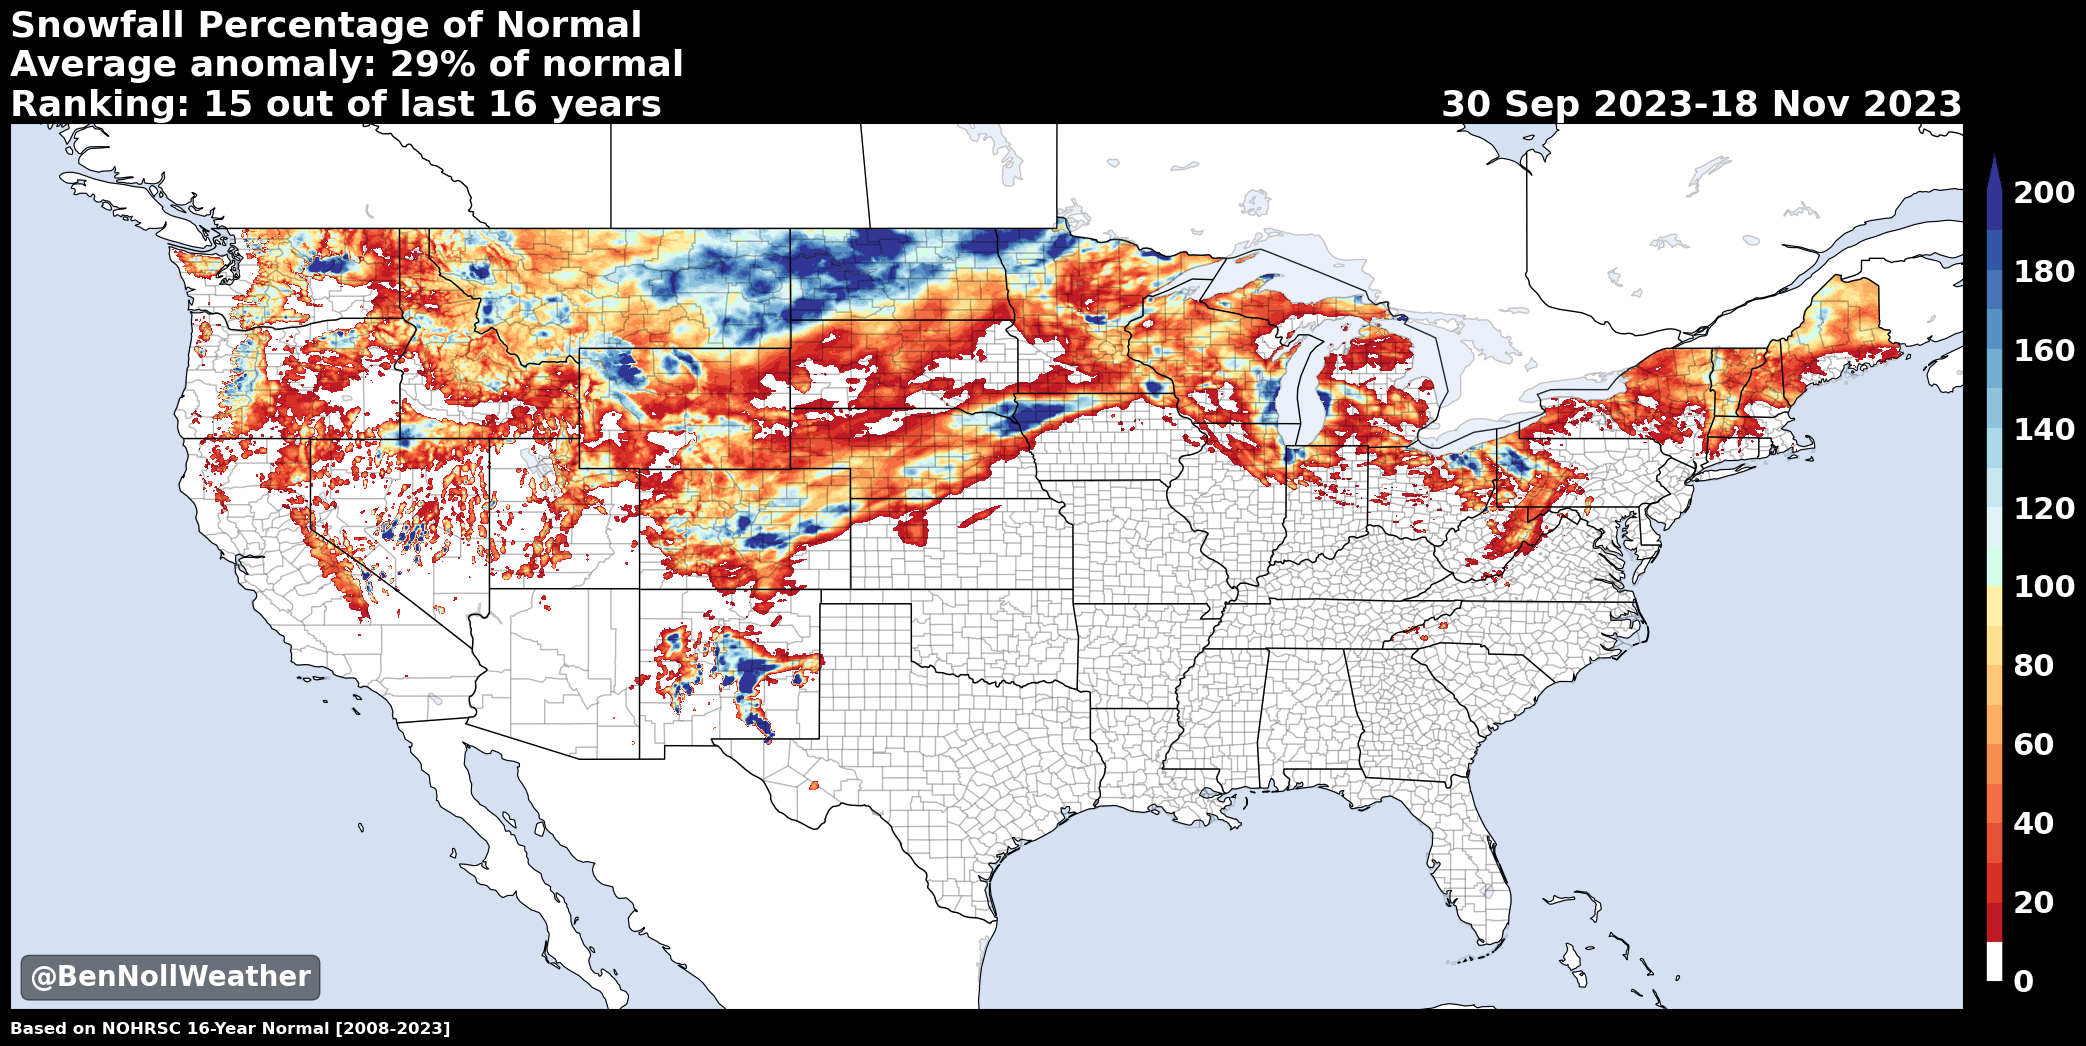 Snowfall Percentage of Normal
Average anomaly: 29% of normal
Ranking: 15 out of last 16 years
30 Sep 2023-18 Nov 2023
200
180
160
140
120
100
80
60
40
20
0
@BenNollWeather
Based on NOHRSC 16-Year Normal [2008-2023]